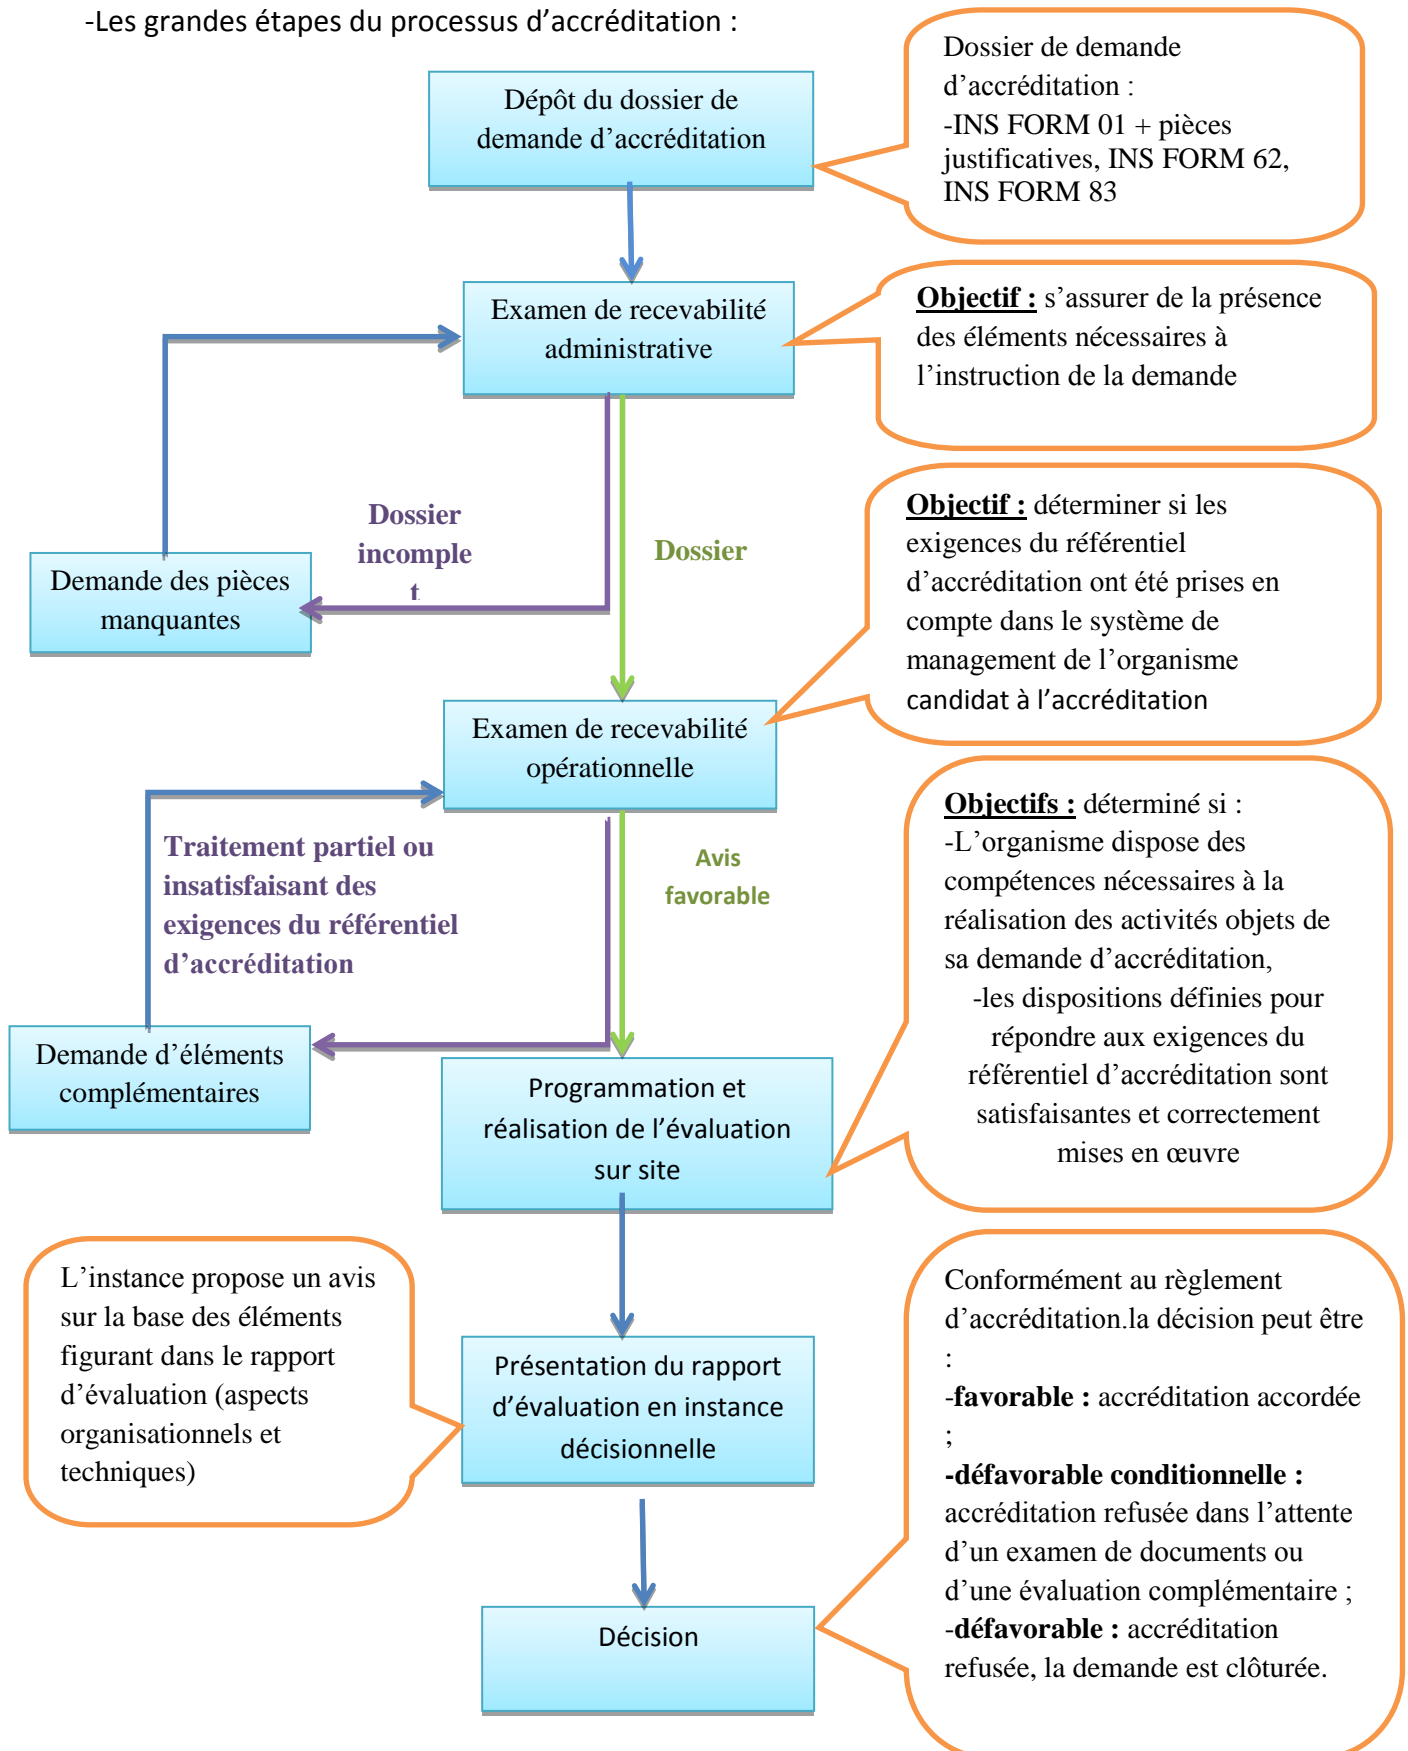 -Les grandes étapes du processus d’accréditation :
Dépôt du dossier de
demande d’accréditation
Dossier de demande
d’accréditation :
-INS FORM 01 + pièces
justificatives, INS FORM 62,
INS FORM 83
Examen de recevabilité
administrative
Objectif : s’assurer de la présence
des éléments nécessaires à
l’instruction de la demande
Dossier
incomple
t
Dossier
Demande des pièces
manquantes
Objectif : déterminer si les
exigences du référentiel
d’accréditation ont été prises en
compte dans le système de
management de l’organisme
candidat à l’accréditation
Examen de recevabilité
opérationnelle
Traitement partiel ou
insatisfaisant des
exigences du référentiel
d’accréditation
Avis
favorable
Objectifs : déterminé si :
-L’organisme dispose des
compétences nécessaires à la
réalisation des activités objets de
sa demande d’accréditation,
-les dispositions définies pour
répondre aux exigences du
référentiel d’accréditation sont
satisfaisantes et correctement
mises en œuvre
Demande d’éléments
complémentaires
Programmation et
réalisation de l’évaluation
sur site
L’instance propose un avis
sur la base des éléments
figurant dans le rapport
d’évaluation (aspects
organisationnels et
techniques)
Présentation du rapport
d’évaluation en instance
décisionnelle
Conformément au règlement
d’accréditation.la décision peut être
:
-favorable : accréditation accordée
;
-défavorable conditionnelle :
accréditation refusée dans l’attente
d’un examen de documents ou
d’une évaluation complémentaire ;
-défavorable : accréditation
refusée, la demande est clôturée.
Décision